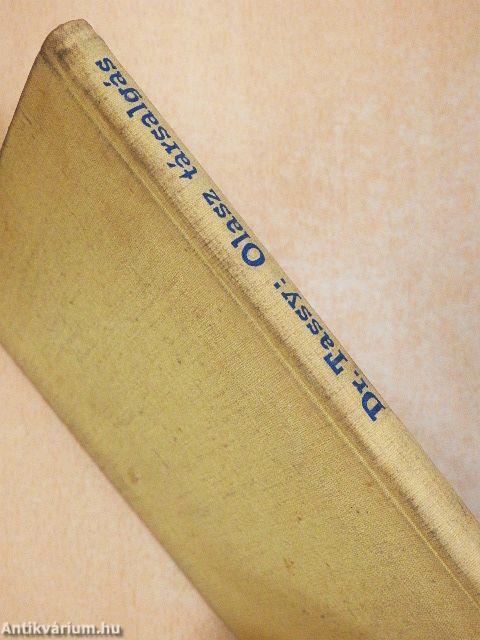 Dr. Tassy: Olasz társalgás
Antikvárium.hu